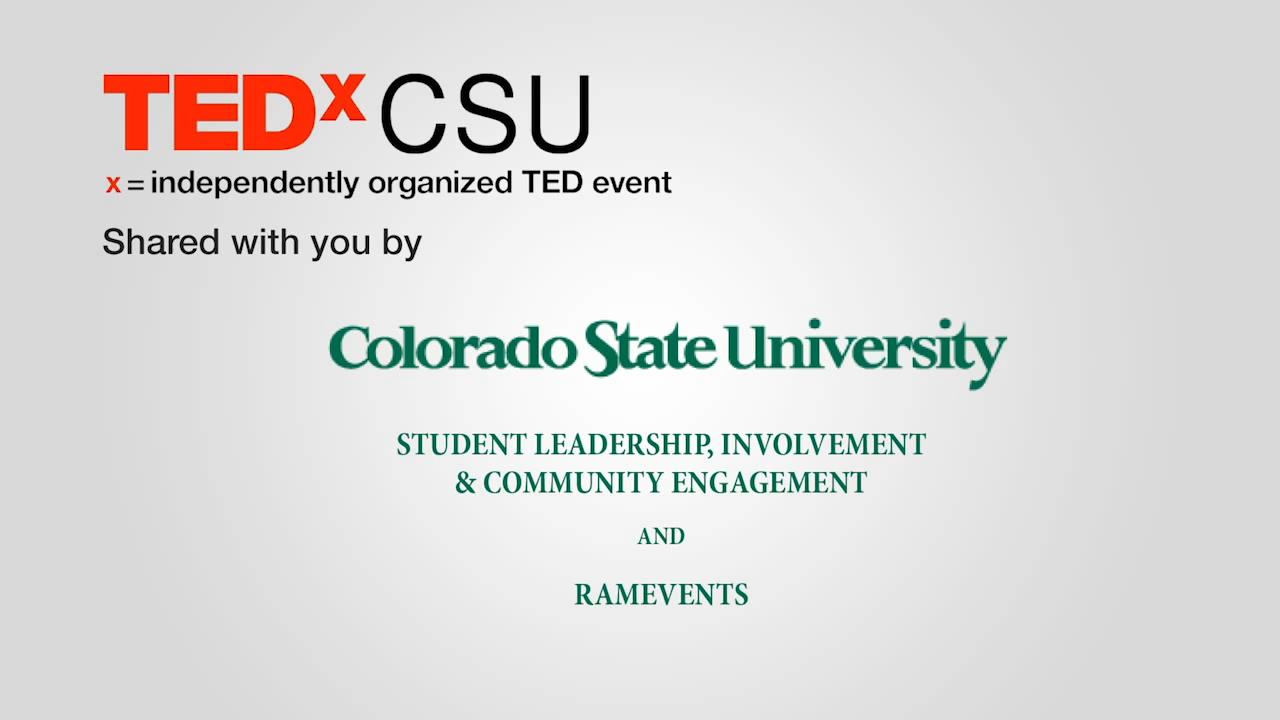 TEDx CSU
x = independently organized TED event
Shared with you by
Colorado State University
STUDENT LEADERSHIP, INVOLVEMENT
& COMMUNITY ENGAGEMENT
AND
RAMEVENTS